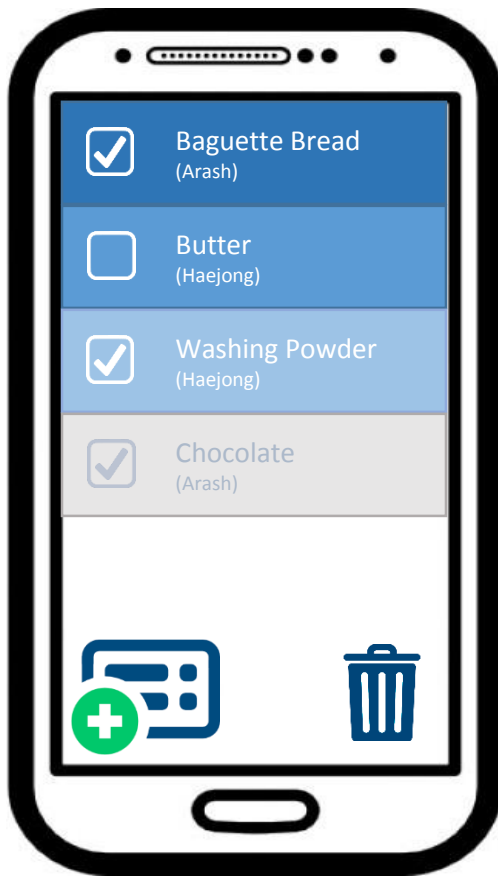 Baguette Bread
(Arash)
Butter
(Haejong)
Washing Powder
(Haejong)
Chocolate
(Arash)